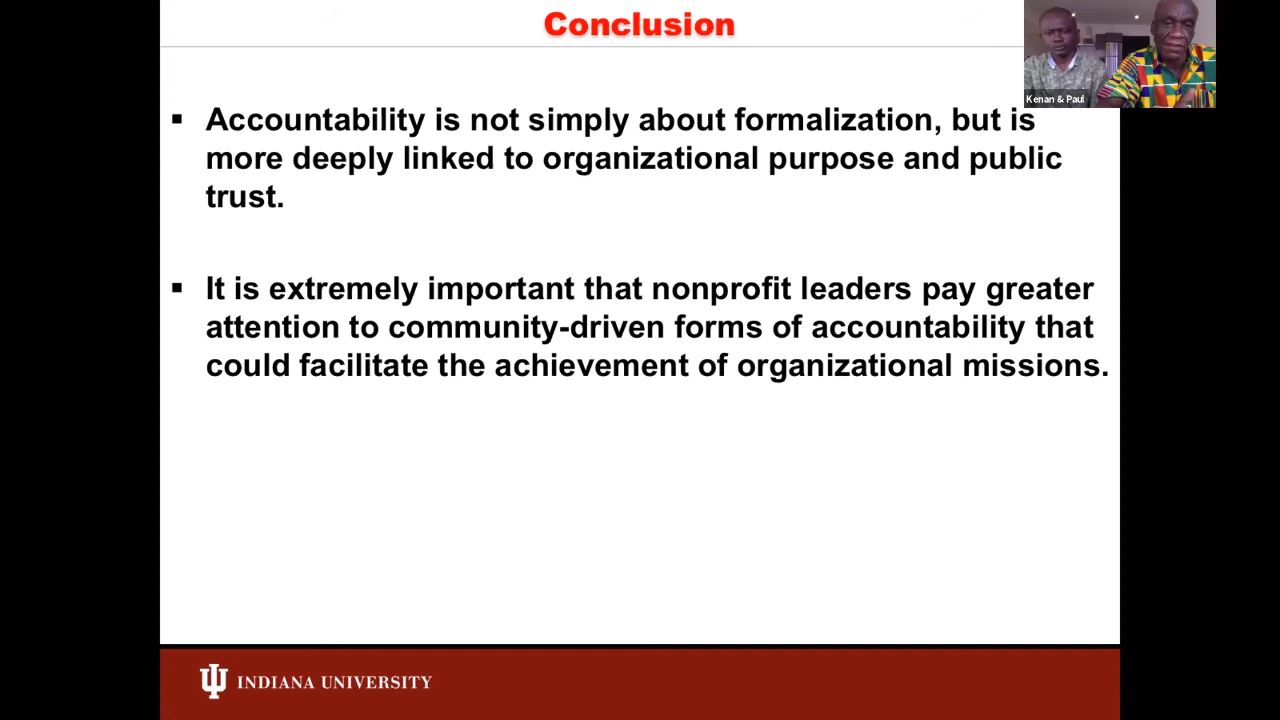 Conclusion
Kenan & Paul
▪ Accountability is not simply about formalization, but is
more deeply linked to organizational purpose and public
trust.
▪ It is extremely important that nonprofit leaders pay greater
attention to community-driven forms of accountability that
could facilitate the achievement of organizational missions.
INDIANA UNIVERSITY